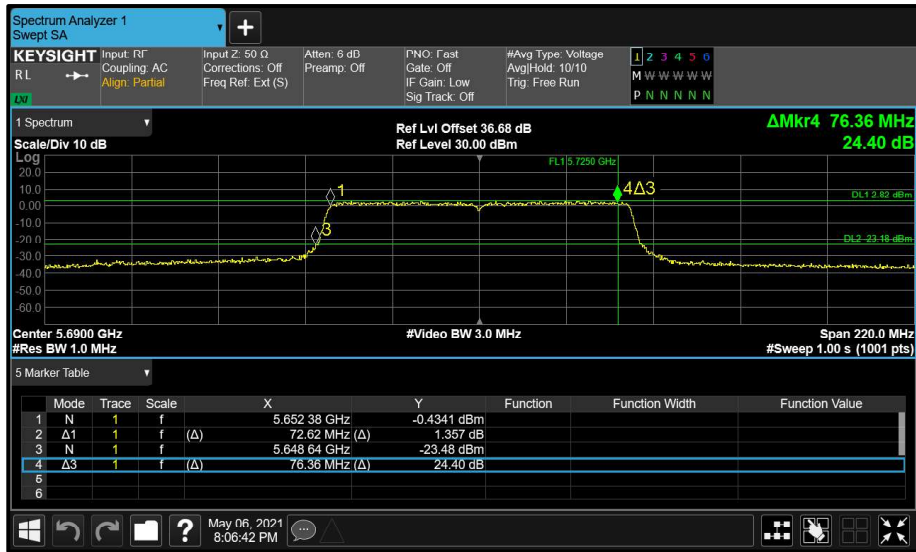 Spectrum Analyzer 1
Swept SA
+
KEYSIGHT Input: RF Input Z: 50 Ω Atten: 6 dB PNO: Fast #Avg Type: Voltage 1 2 3 4 5 6
RL Coupling: AC Corrections: Off Preamp: Off Gate: Off Avg|Hold: 10/10 M W W W W W
Align: Partial Freq Ref: Ext (S) IF Gain: Low Trig: Free Run
LXI Sig Track: Off P N N N N N
1 Spectrum Ref Lvl Offset 36.68 dB ΔMkr4 76.36 MHz
Scale/Div 10 dB Ref Level 30.00 dBm 24.40 dB
Log FL1 5.7250 GHz
20.0
10.0 1 4Δ3 DL1 2.82 dBm
0.00
-10.0 3
-20.0 DL2 -23.18 dBm
-30.0
-40.0
-50.0
-60.0
Center 5.6900 GHz #Video BW 3.0 MHz Span 220.0 MHz
#Res BW 1.0 MHz #Sweep 1.00 s (1001 pts)
5 Marker Table
Mode Trace Scale X Y Function Function Width Function Value
1 N 1 f 5.652 38 GHz -0.4341 dBm
2 Δ1 1 f (Δ) 72.62 MHz (Δ) 1.357 dB
3 N 1 f 5.648 64 GHz -23.48 dBm
4 Δ3 1 f (Δ) 76.36 MHz (Δ) 24.40 dB
5
6
? May 06, 2021
8:06:42 PM